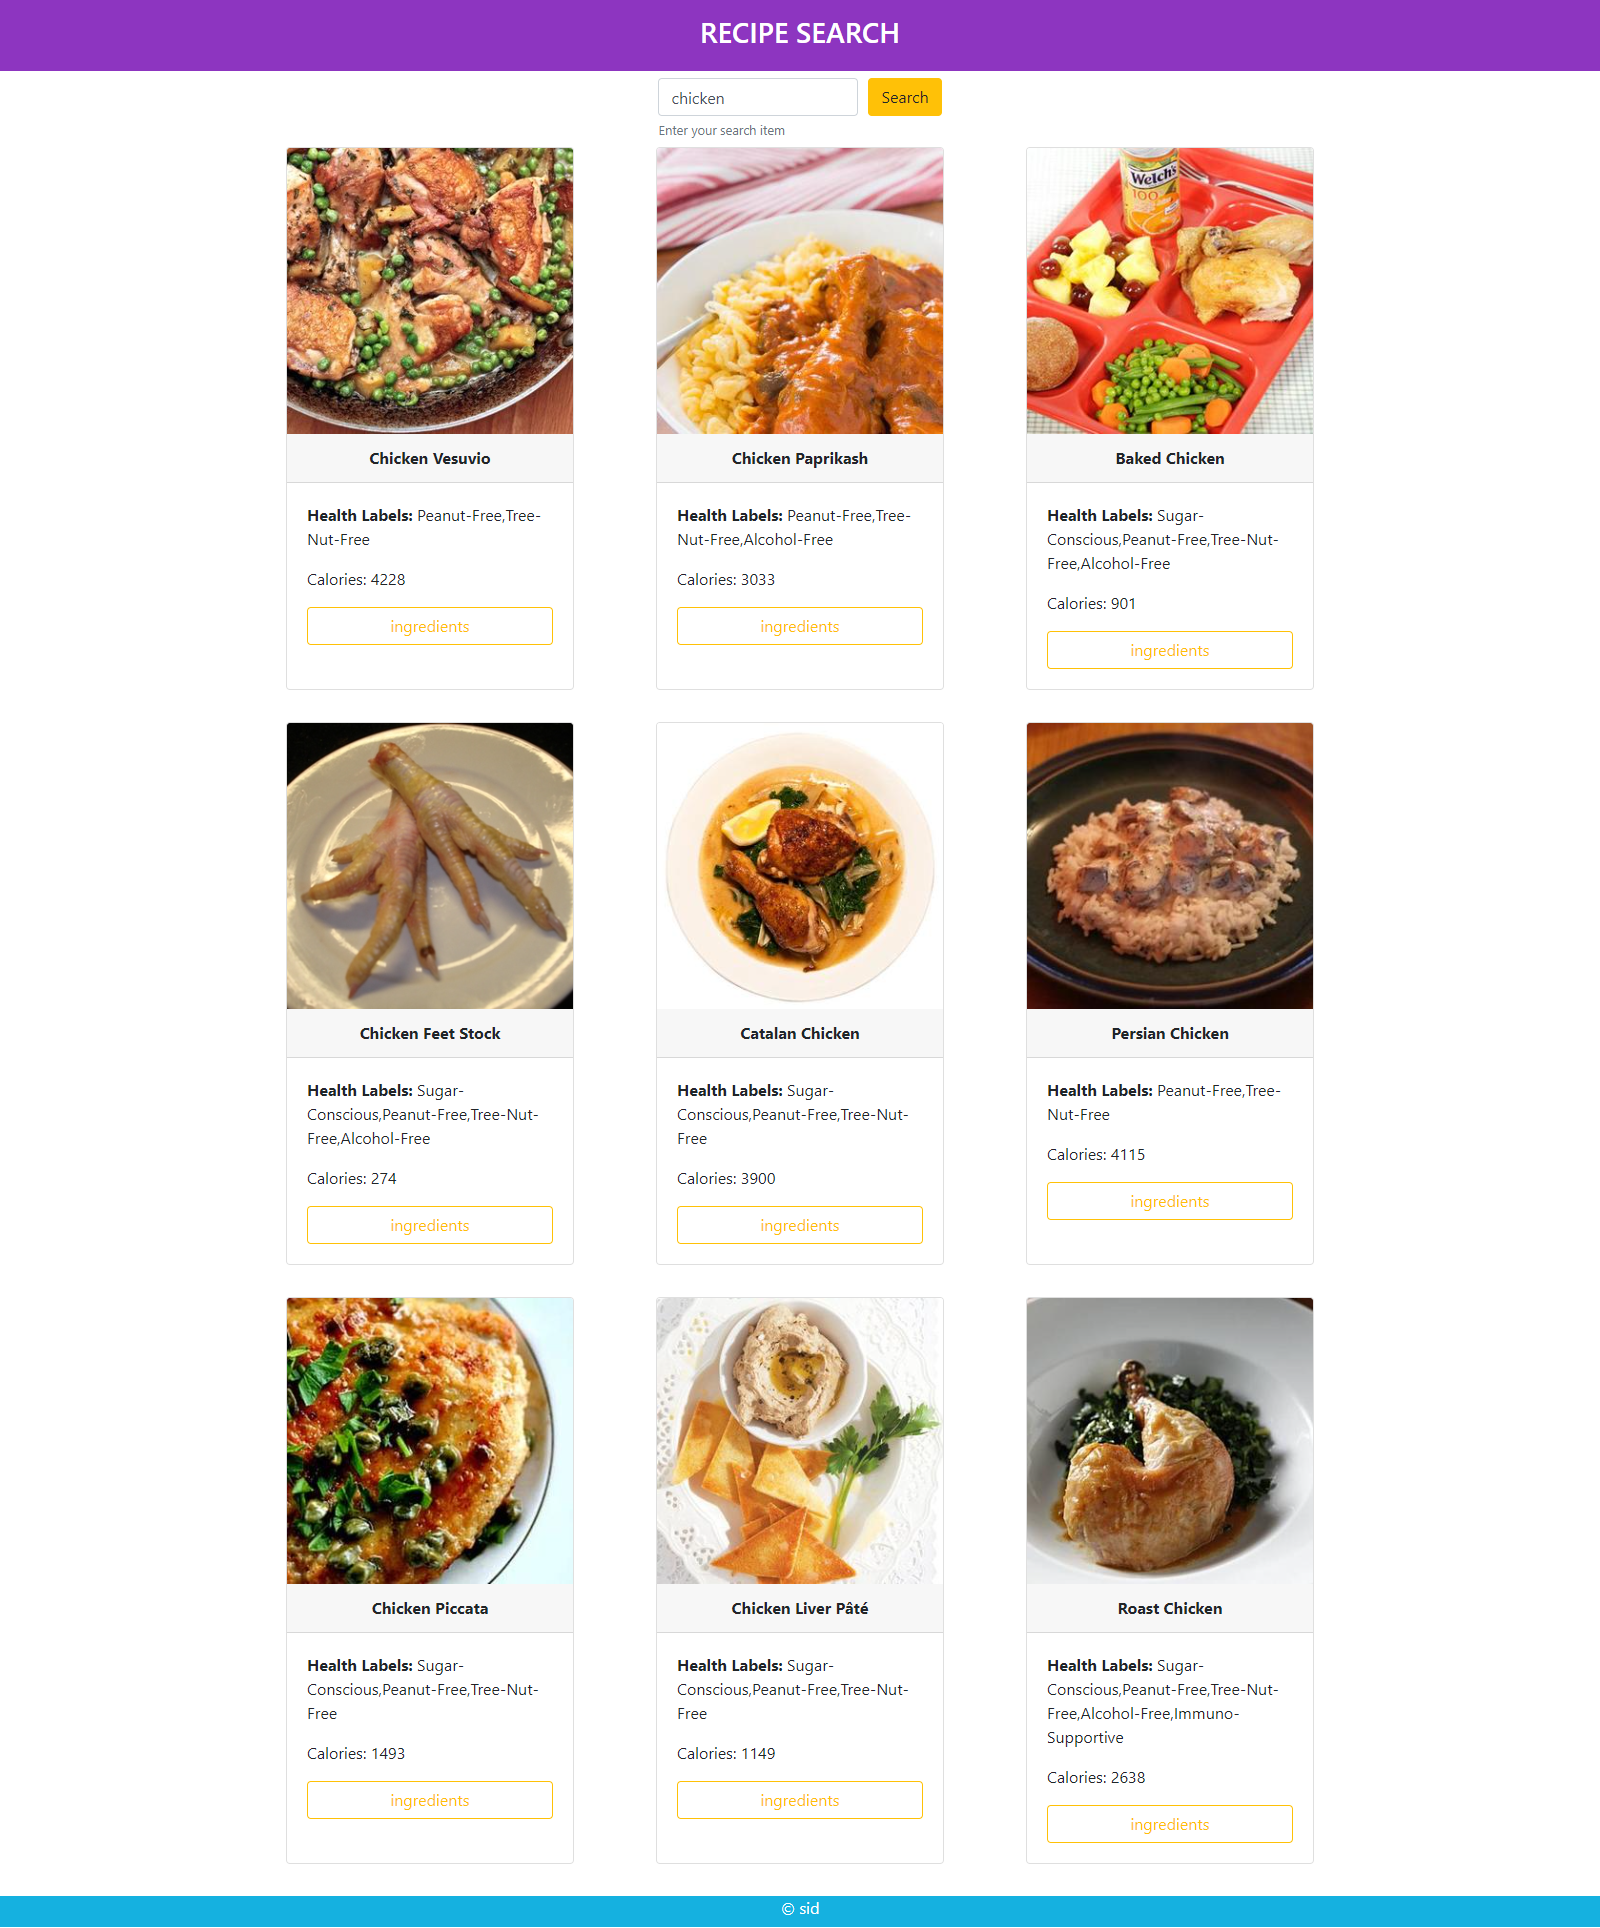 RECIPE SEARCH
chicken
Search
Enter your search item
Welch's
100
Chicken Vesuvio
Health Labels: Peanut-Free,Tree-
Nut-Free
Calories: 4228
ingredients
Chicken Paprikash
Health Labels: Peanut-Free,Tree-
Nut-Free,Alcohol-Free
Calories: 3033
ingredients
Baked Chicken
Health Labels: Sugar-
Conscious,Peanut-Free,Tree-Nut-
Free,Alcohol-Free
Calories: 901
ingredients
Chicken Feet Stock
Health Labels: Sugar-
Conscious,Peanut-Free,Tree-Nut-
Free,Alcohol-Free
Calories: 274
ingredients
Catalan Chicken
Health Labels: Sugar-
Conscious,Peanut-Free,Tree-Nut-
Free
Calories: 3900
ingredients
Persian Chicken
Health Labels: Peanut-Free,Tree-
Nut-Free
Calories: 4115
ingredients
Chicken Piccata
Health Labels: Sugar-
Conscious,Peanut-Free,Tree-Nut-
Free
Calories: 1493
ingredients
Chicken Liver Pâté
Health Labels: Sugar-
Conscious,Peanut-Free,Tree-Nut-
Free
Calories: 1149
ingredients
Roast Chicken
Health Labels: Sugar-
Conscious,Peanut-Free,Tree-Nut-
Free,Alcohol-Free,Immuno-
Supportive
Calories: 2638
ingredients
© sid